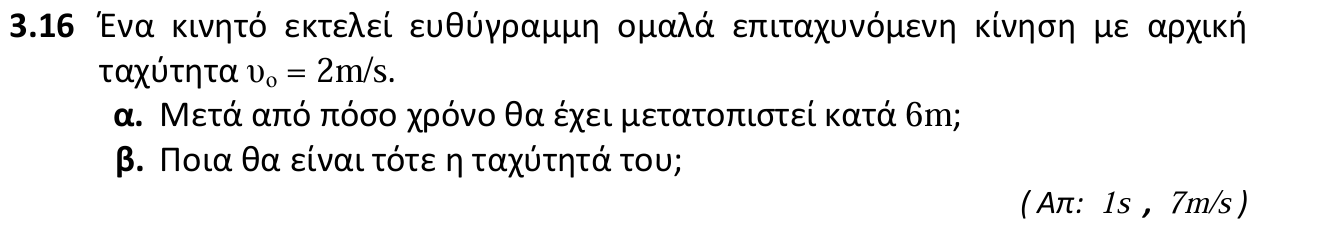 3.16 Ένα κινητό εκτελεί ευθύγραμμη ομαλά επιταχυνόμενη κίνηση με αρχική
ταχύτητα υₒ = 2m/s.
α. Μετά από πόσο χρόνο θα έχει μετατοπιστεί κατά 6m;
β. Ποια θα είναι τότε η ταχύτητά του;
(Απ: 1s , 7m/s)